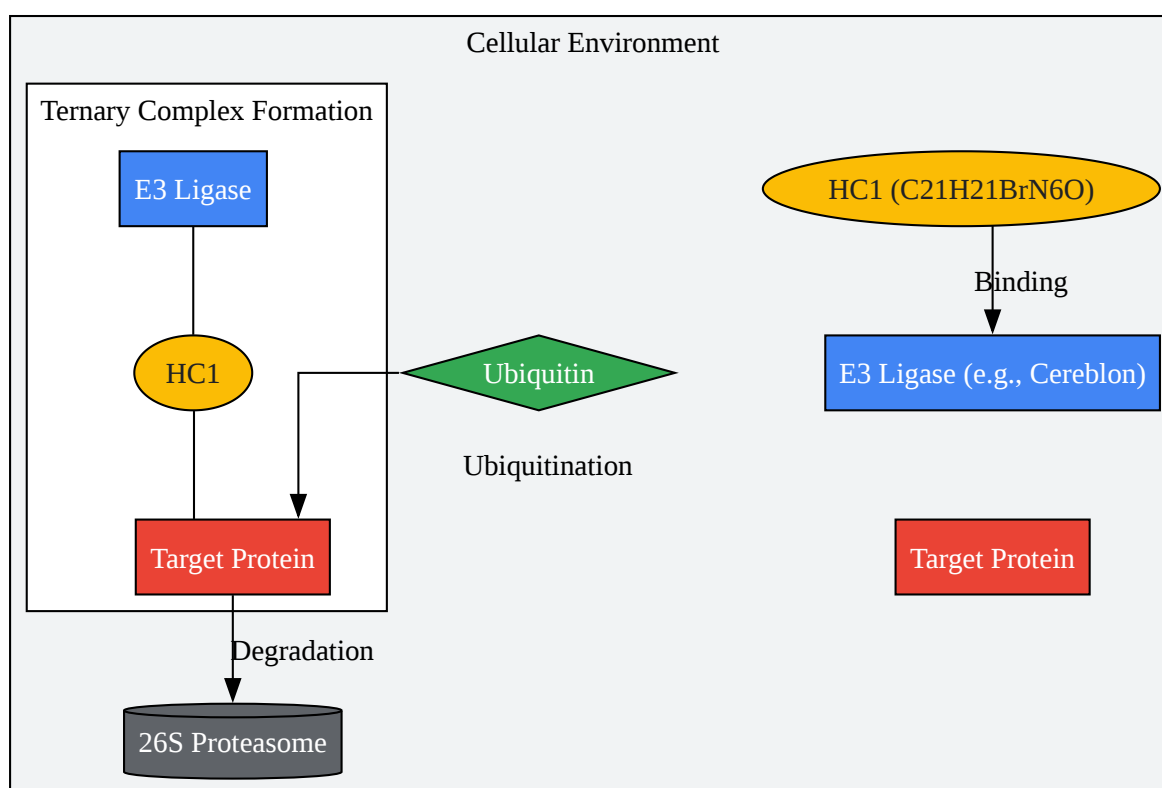 Cellular Environment
Ternary Complex Formation
E3 Ligase
HC1 (C21H21BrN6O)
Binding
HC1
Ubiquitin
E3 Ligase (e.g., Cereblon)
Ubiquitination
Target Protein
Target Protein
Degradation
26S Proteasome